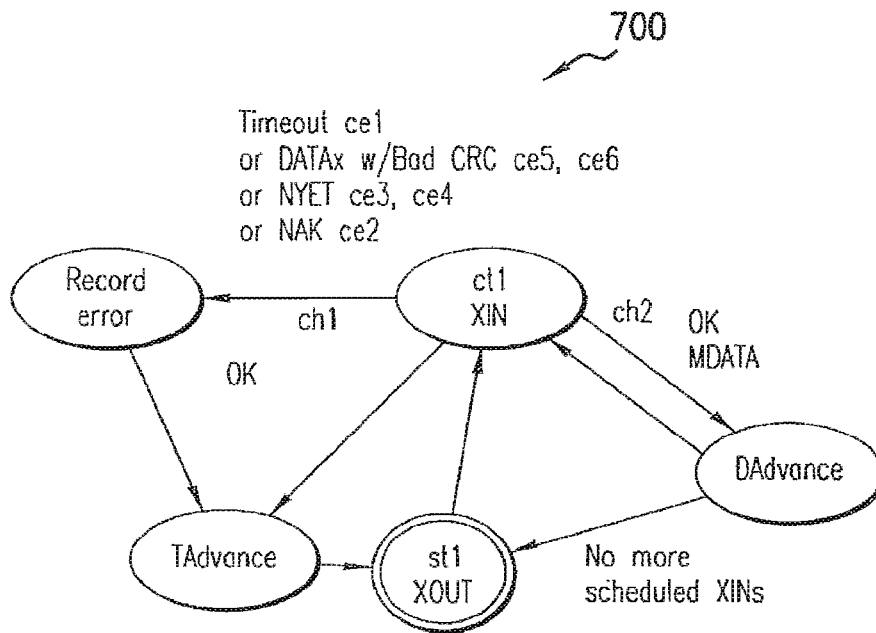 700
Timeout ce1
or DATAx w/Bad CRC ce5, ce6
or NYET ce3, ce4
or NAK ce2
Record
error
ch1
ct1
XIN
ch2
OK
MDATA
OK
DAdvance
TAdvance
st1
XOUT
No more
scheduled XINs